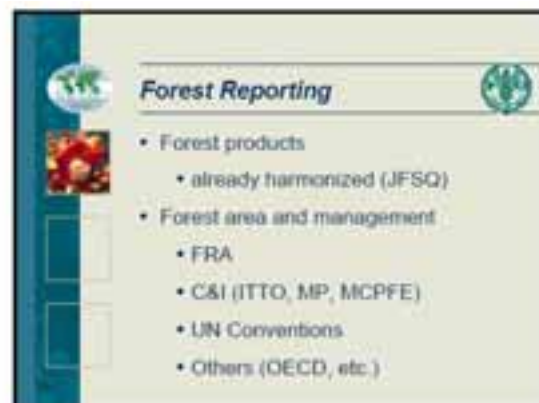 Forest Reporting
• Forest products
• already harmonized (JFSQ)
• Forest area and management
• FRA
• C&I (ITTO, MP, MCPFE)
• UN Conventions
• Others (OECD, etc.)